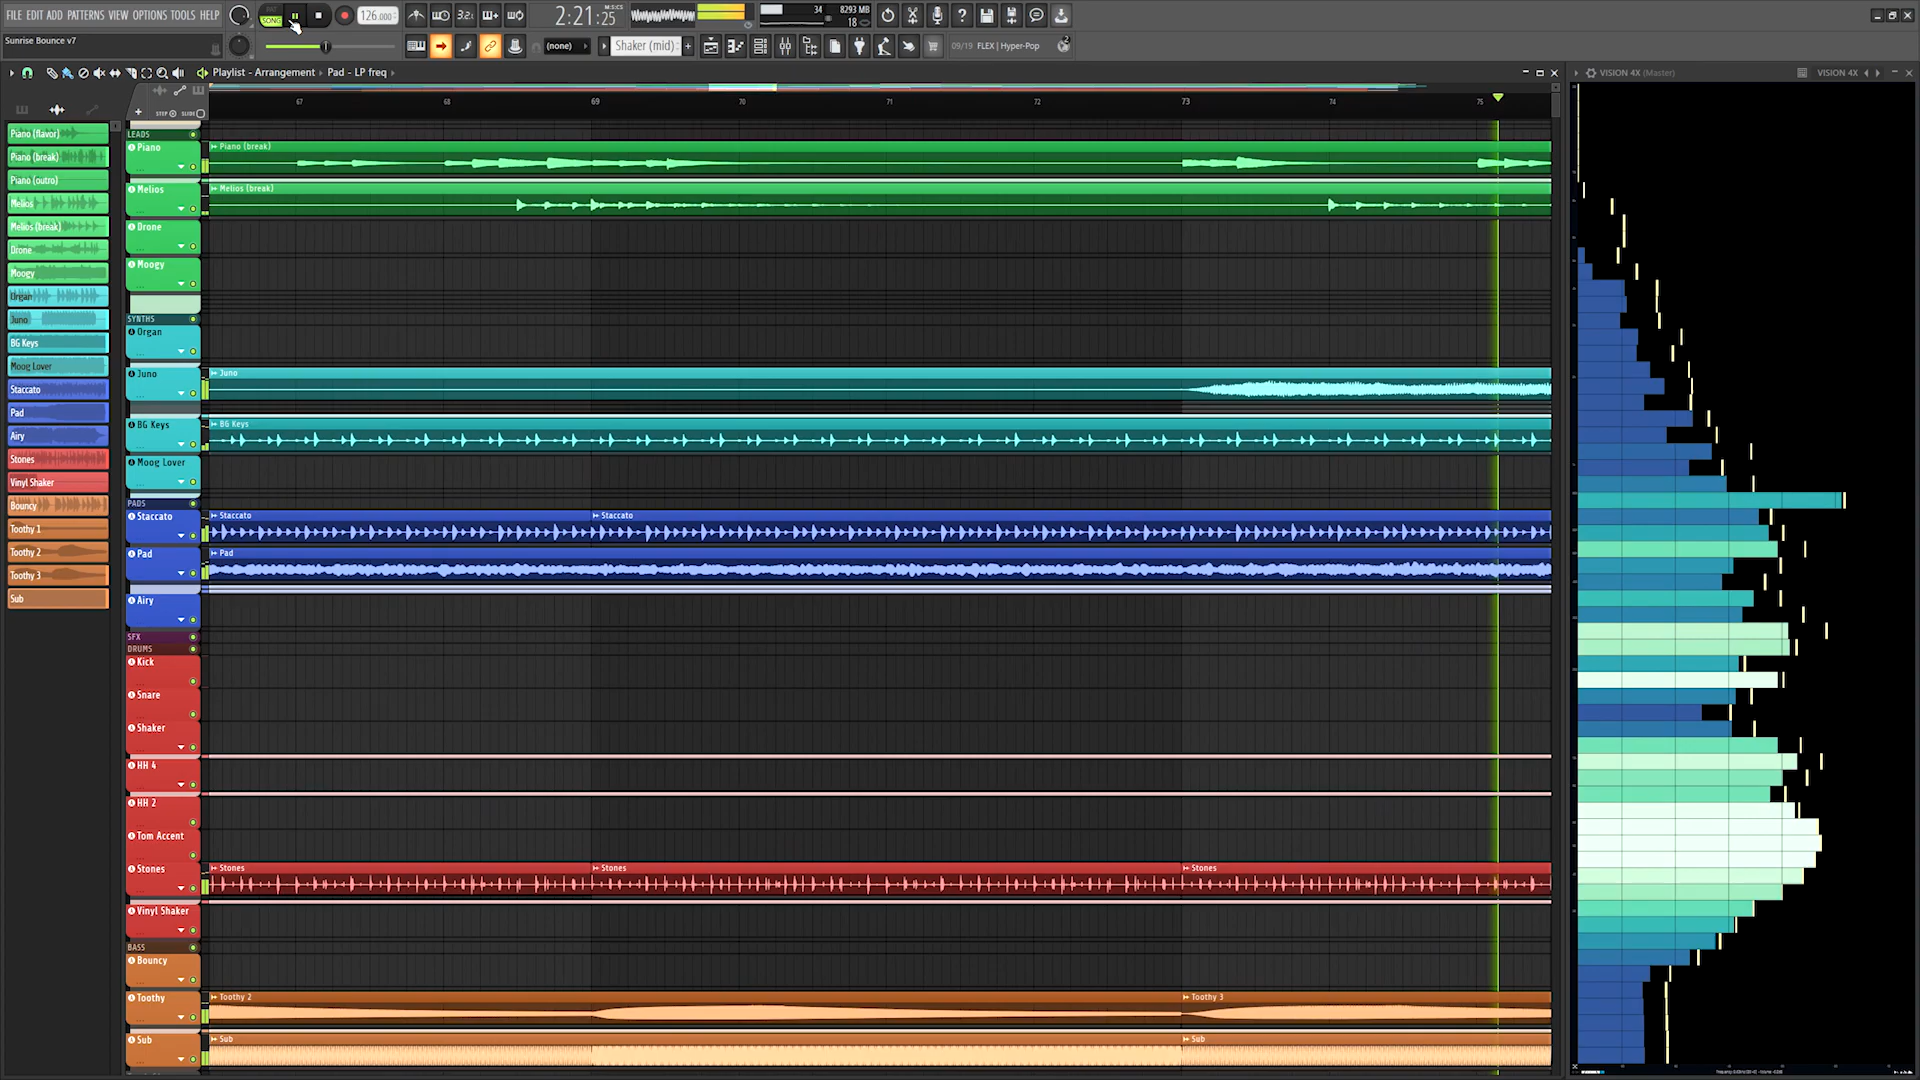 FILE EDIT ADD PATTERNS VIEW OPTIONS TOOLS HELP
SONG
126.000
3.2.
2:21:25
M:S:CS
34
8293 MB
18
Sunrise Bounce v7
(none)
Shaker (mid)
09/19 FLEX | Hyper-Pop
Playlist - Arrangement
Pad - LP freq
VISION 4X (Master)
VISION 4X
STEP
SLIDE
67
68
69
70
71
72
73
74
75
Piano (flavor)
Piano (break)
Piano (outro)
Melios
Melios (break)
Drone
Moogy
Organ
Juno
BG Keys
Moog Lover
Staccato
Pad
Airy
Stones
Vinyl Shaker
Bouncy
Toothy 1
Toothy 2
Toothy 3
Sub
LEADS
Piano
Piano (break)
Melios
Melios (break)
Drone
Moogy
SYNTHS
Organ
Juno
Juno
BG Keys
BG Keys
Moog Lover
PADS
Staccato
Staccato
Staccato
Pad
Pad
Airy
SFX
DRUMS
Kick
Snare
Shaker
HH 4
HH 2
Tom Accent
Stones
Stones
Stones
Stones
Vinyl Shaker
BASS
Bouncy
Toothy
Toothy 2
Toothy 3
Sub
Sub
Sub